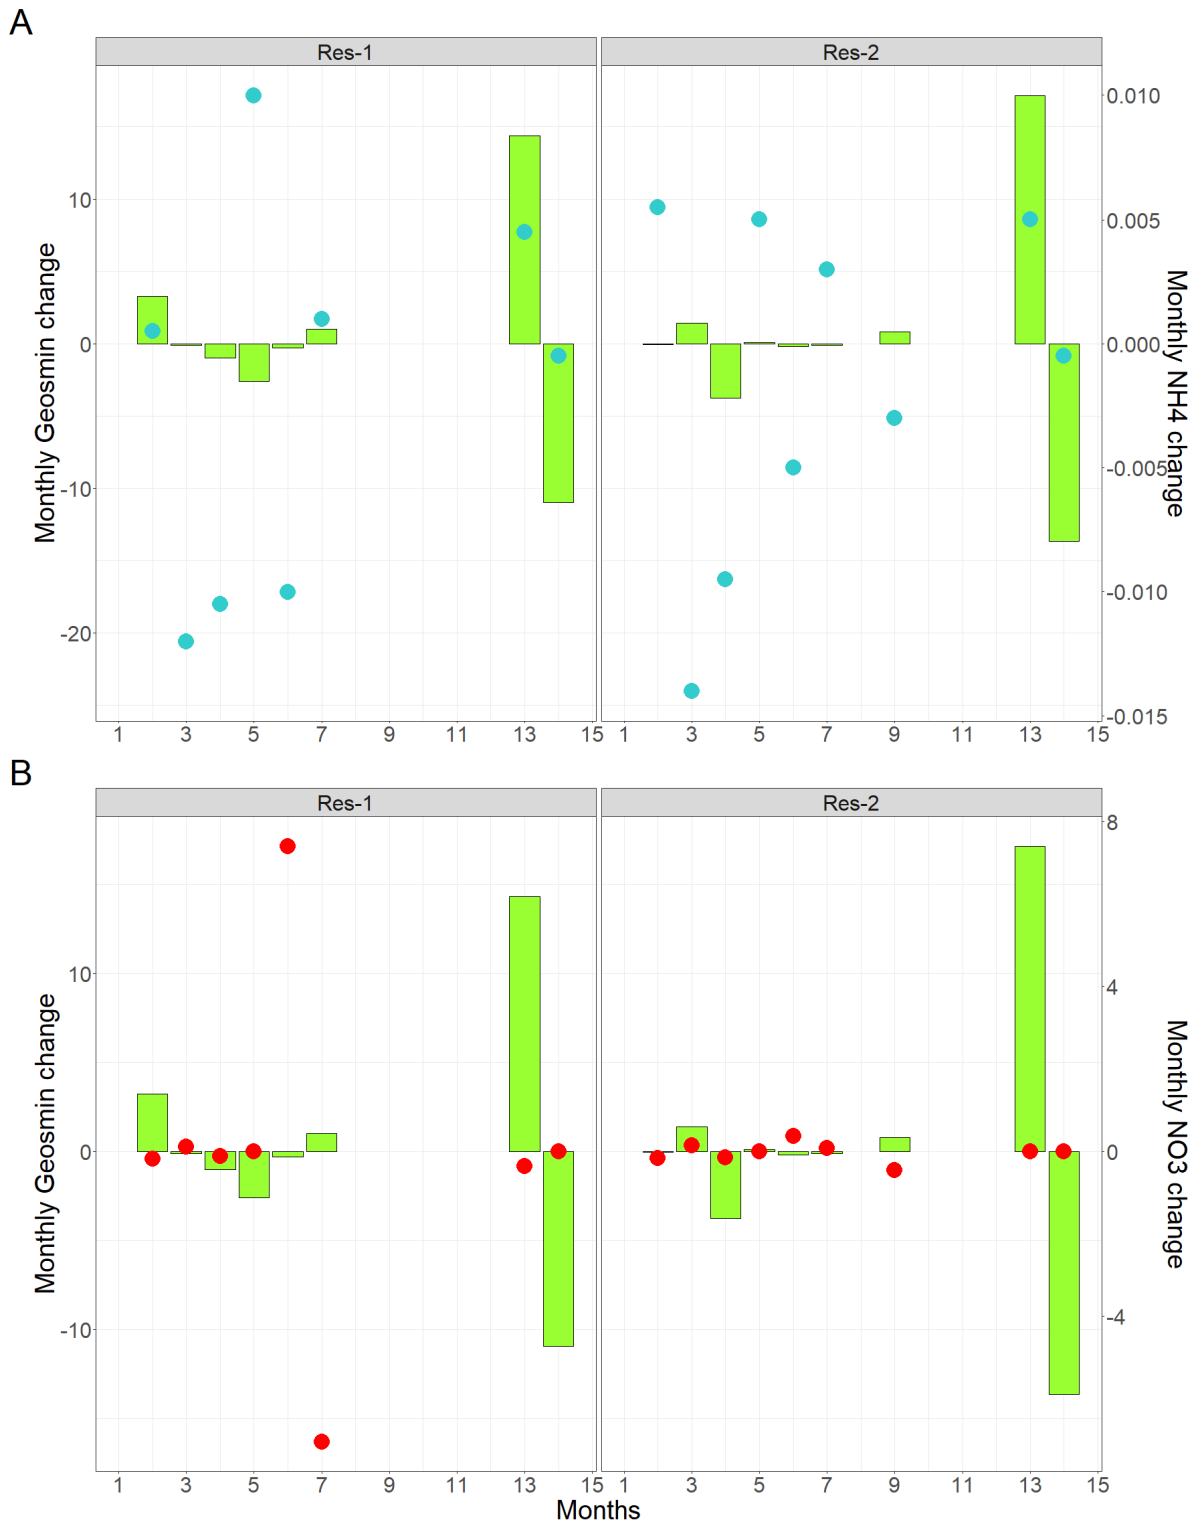 A
Res-1 Res-2
0.010
10
0.005
0 0.000
-0.005
-10
-0.010
-20
-0.015
Monthly Geosmin change
Monthly NH4 change
1 3 5 7 9 11 13 15 1 3 5 7 9 11 13 15
B
Res-1 Res-2
8
10
4
0 0
-4
-10
Monthly Geosmin change
Monthly NO3 change
1 3 5 7 9 11 13 15 1 3 5 7 9 11 13 15
Months